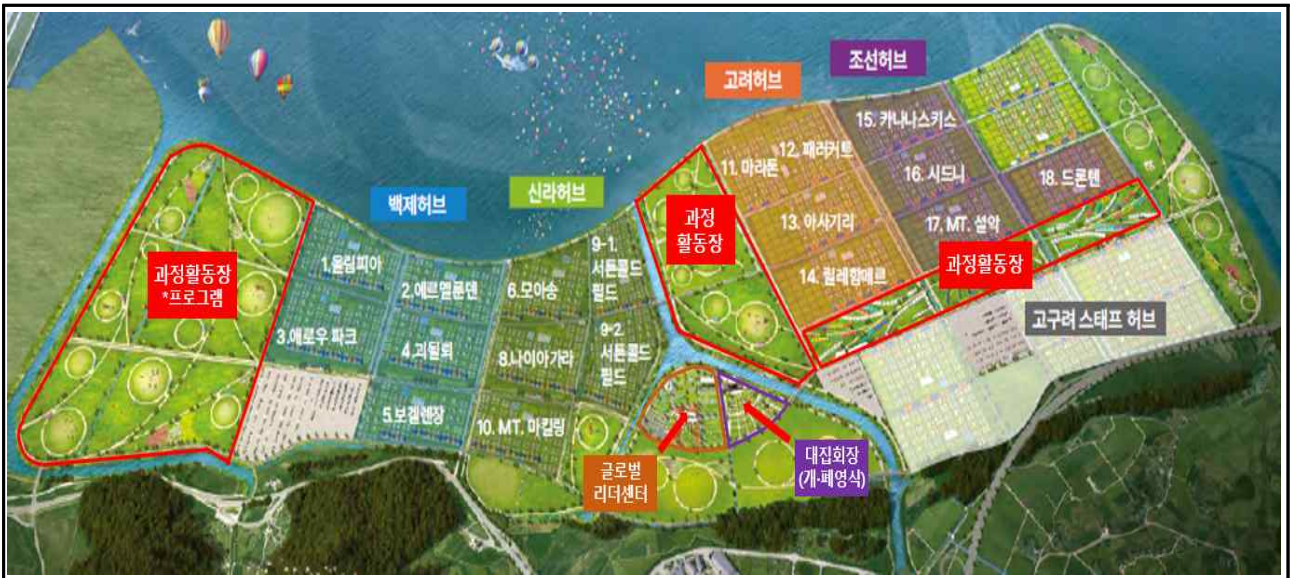 조선허브
고려허브
신라허브
백제허브
15. 카나나스키스
12. 패러커트
11. 마라톤
16. 시드니
18. 드론텐
13. 아사기리
17. MT. 설악
14. 릴레함메르
과정
활동장
과정활동장
고구려 스태프 허브
과정활동장
*프로그램
1.올림피아
2.에르멜룬덴
3.애로우 파크
4.괴될뢰
5.보겔렌장
6.모아송
8.나이아가라
9-1.
서튼콜드
필드
9-2.
서튼콜드
필드
10. MT. 마킬링
글로벌
리더센터
대집회장
(개·폐영식)